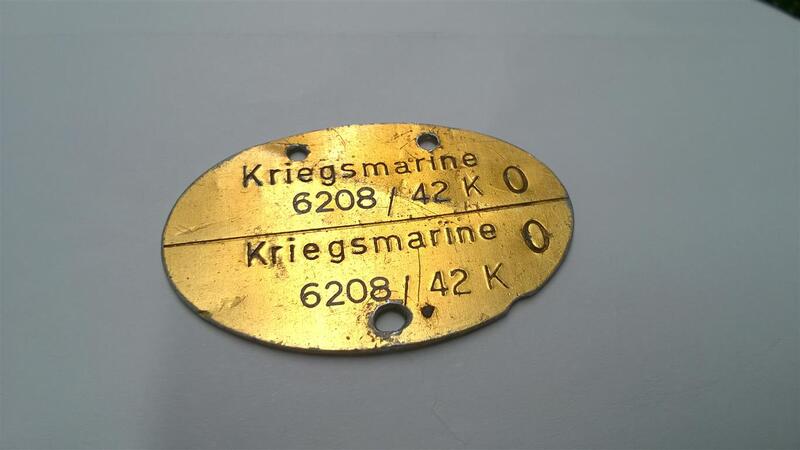 Kriegsmarine
6208 / 42 K O
Kriegsmarine O
6208 / 42 K